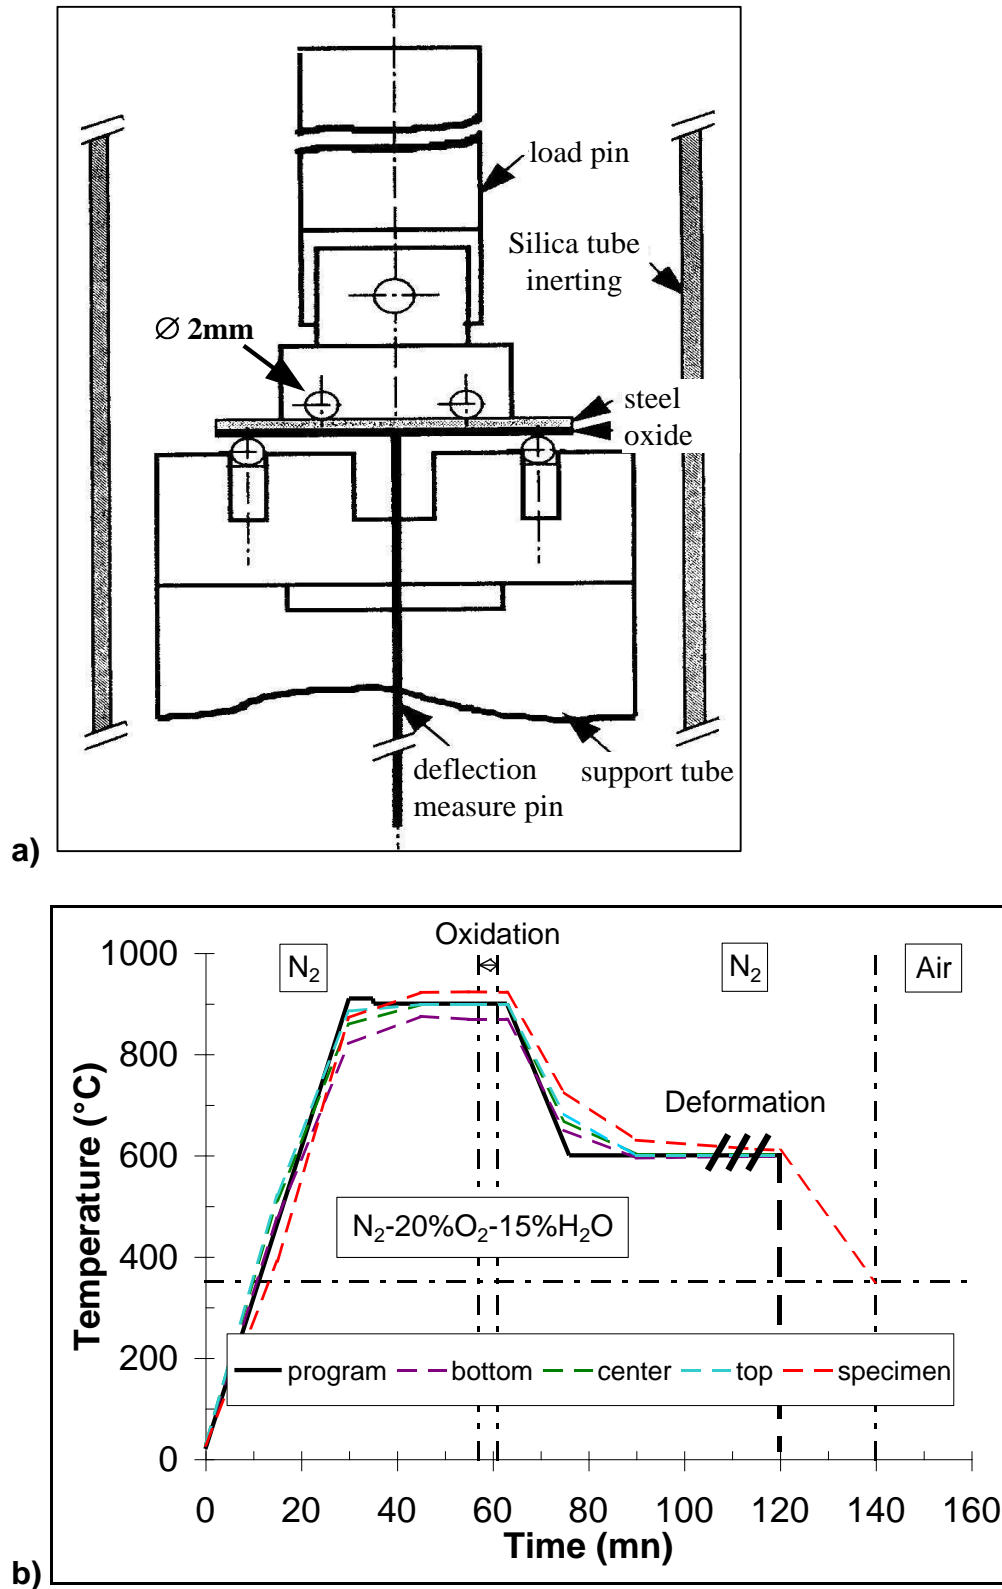 load pin
Silica tube
inerting
∅ 2mm
steel
oxide
deflection
measure pin
support tube
a)
Oxidation
N₂
N₂
Air
1000
800
600
400
200
0
Temperature (°C)
Deformation
N₂-20%O₂-15%H₂O
program bottom center top specimen
0 20 40 60 80 100 120 140 160
Time (mn)
b)